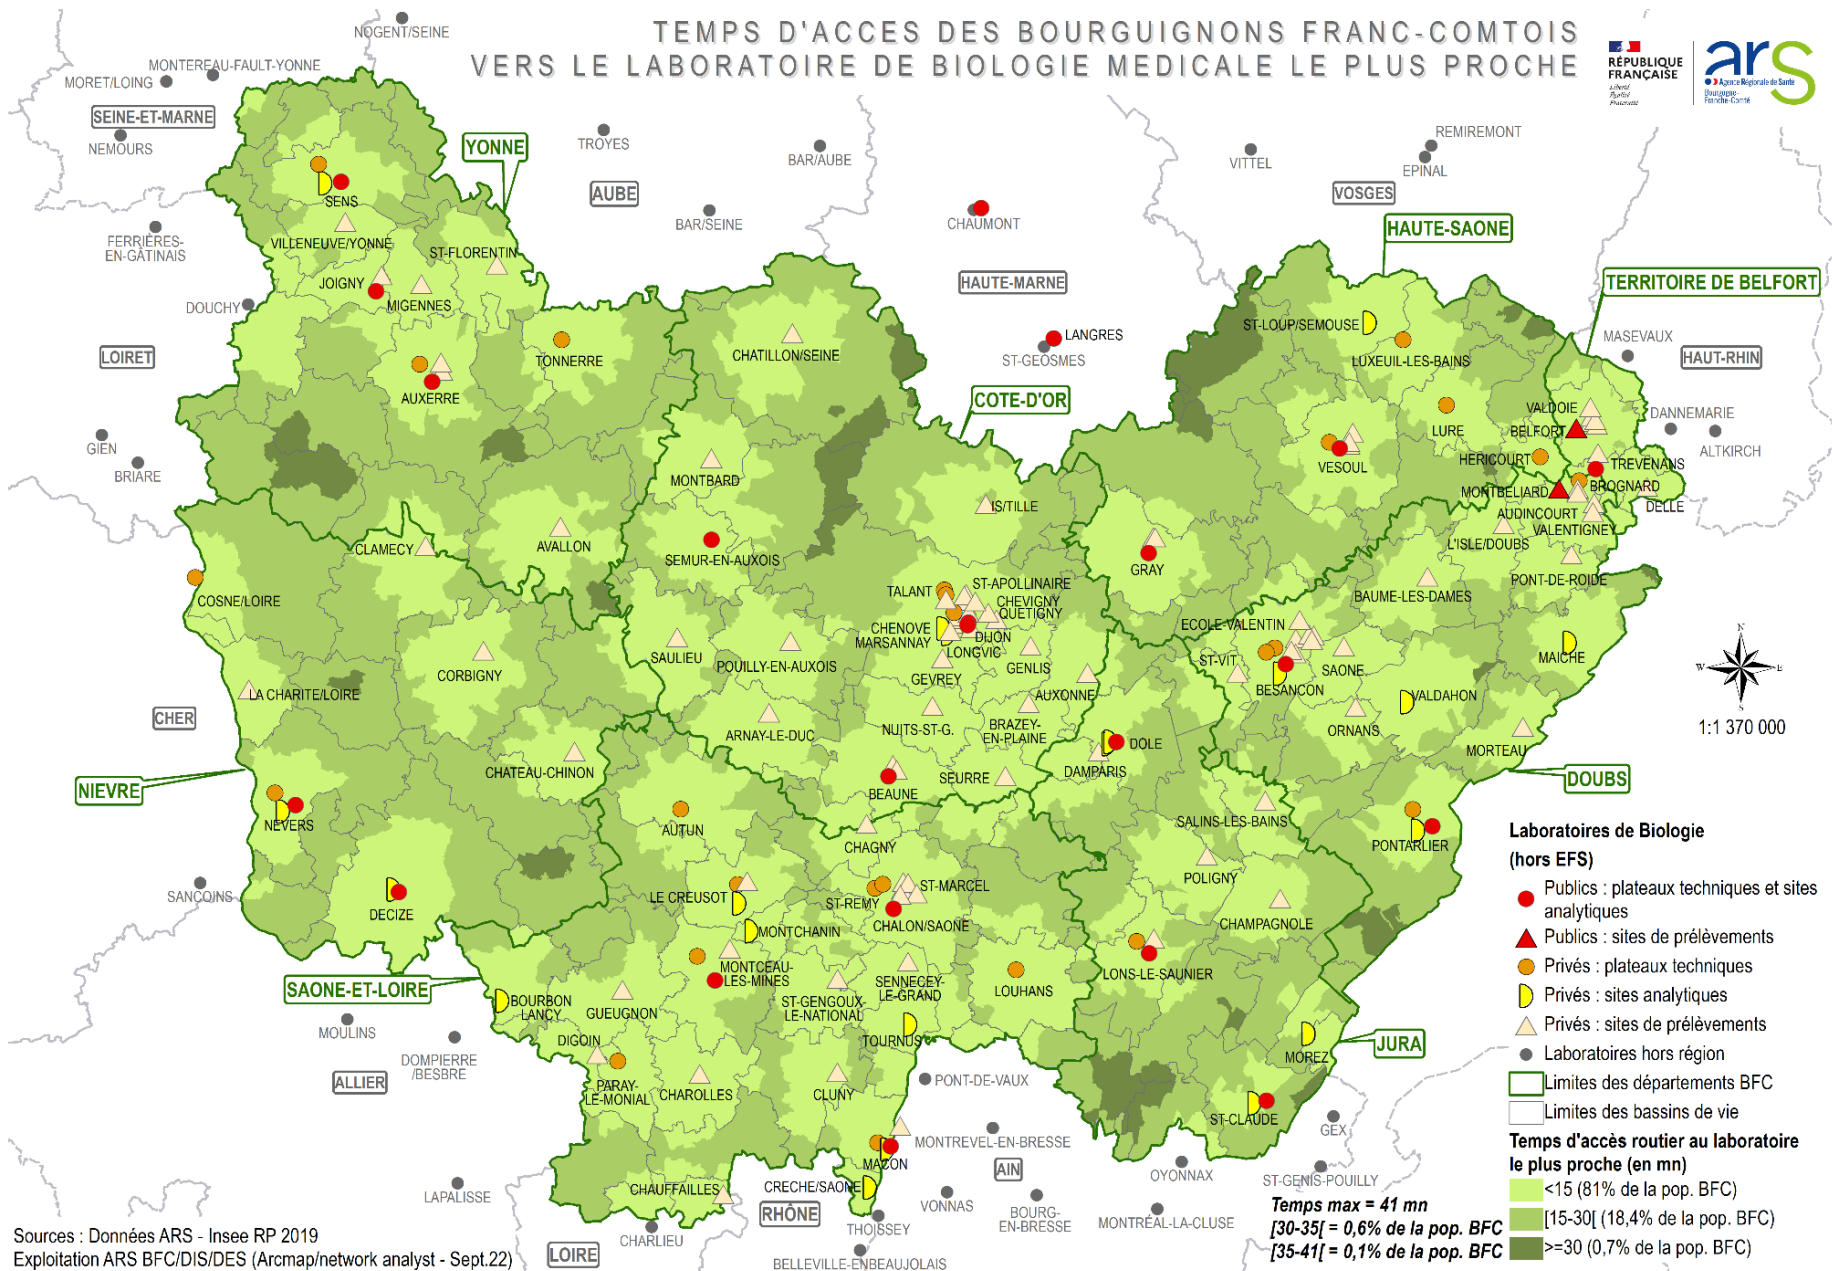 TEMPS D'ACCES DES BOURGUIGNONS FRANC-COMTOIS
VERS LE LABORATOIRE DE BIOLOGIE MEDICALE LE PLUS PROCHE
RÉPUBLIQUE
FRANÇAISE
Liberté
Égalité
Fraternité
ars
Agence Régionale de Santé
Bourgogne-
Franche-Comté
NOGENT/SEINE
MONTEREAU-FAULT-YONNE
MORET/LOING
SEINE-ET-MARNE
NEMOURS
YONNE
TROYES
BAR/AUBE
AUBE
BAR/SEINE
CHAUMONT
VITTEL
REMIREMONT
EPINAL
VOSGES
HAUTE-SAONE
TERRITOIRE DE BELFORT
SENS
VILLENEUVE/YONNE
ST-FLORENTIN
FERRIÈRES-
EN-GÂTINAIS
JOIGNY
MIGENNES
DOUCHY
HAUTE-MARNE
LANGRES
ST-GEOSMES
ST-LOUP/SEMOUSE
LUXEUIL-LES-BAINS
MASEVAUX
HAUT-RHIN
LOIRET
TONNERRE
CHATILLON/SEINE
AUXERRE
COTE-D'OR
GIEN
BRIARE
VALDOIE
BELFORT
DANNEMARIE
ALTKIRCH
LURE
HERICOURT
TREVENANS
VESOUL
MONTBELIARD
BROGNARD
DELLE
AUDINCOURT
VALENTIGNEY
L'ISLE/DOUBS
PONT-DE-ROIDE
MONTBARD
IS/TILLE
CLAMECY
AVALLON
SEMUR-EN-AUXOIS
GRAY
COSNE/LOIRE
TALANT
ST-APOLLINAIRE
CHEVIGNY
QUETIGNY
CHENOVE
MARSANNAY
DIJON
LONGVIC
BAUME-LES-DAMES
ECOLE-VALENTIN
SAULIEU
POUILLY-EN-AUXOIS
GEVREY
GENLIS
ST-VIT
SAONE
MAICHE
CORBIGNY
LA CHARITE/LOIRE
AUXONNE
BESANCON
VALDAHON
CHER
ARNAY-LE-DUC
NUITS-ST-G.
BRAZEY-
EN-PLAINE
ORNANS
MORTEAU
N
W
E
S
1:1 370 000
CHATEAU-CHINON
DOLE
DAMPARIS
NIEVRE
BEAUNE
SEURRE
DOUBS
NEVERS
AUTUN
CHAGNY
SALINS-LES-BAINS
PONTARLIER
SANCOINS
DECIZE
LE CREUSOT
ST-REMY
ST-MARCEL
CHALON/SAONE
POLIGNY
CHAMPAGNOLE
MONTCHANIN
SAONE-ET-LOIRE
MONTCEAU-
LES-MINES
SENNECEY-
LE-GRAND
LOUHANS
LONS-LE-SAUNIER
BOURBON
LANCY
GUEUGNON
ST-GENGOUX-
LE-NATIONAL
MOULINS
DIGOIN
TOURNUS
MOREZ
JURA
DOMPIERRE
/BESBRE
ALLIER
PARAY-
LE-MONIAL
CHAROLLES
CLUNY
PONT-DE-VAUX
ST-CLAUDE
GEX
MONTREVEL-EN-BRESSE
MACON
AIN
OYONNAX
ST-GENIS-POUILLY
LAPALISSE
CHAUFFAILLES
CRECHE/SAONE
VONNAS
BOURG-
EN-BRESSE
MONTRÉAL-LA-CLUSE
RHÔNE
THOISSEY
CHARLIEU
LOIRE
BELLEVILLE-ENBEAUJOLAIS
Laboratoires de Biologie
(hors EFS)
Publics : plateaux techniques et sites
analytiques
Publics : sites de prélèvements
Privés : plateaux techniques
Privés : sites analytiques
Privés : sites de prélèvements
Laboratoires hors région
Limites des départements BFC
Limites des bassins de vie
Temps d'accès routier au laboratoire
le plus proche (en mn)
<15 (81% de la pop. BFC)
[15-30[ (18,4% de la pop. BFC)
>=30 (0,7% de la pop. BFC)
Temps max = 41 mn
[30-35[ = 0,6% de la pop. BFC
[35-41[ = 0,1% de la pop. BFC
Sources : Données ARS - Insee RP 2019
Exploitation ARS BFC/DIS/DES (Arcmap/network analyst - Sept.22)